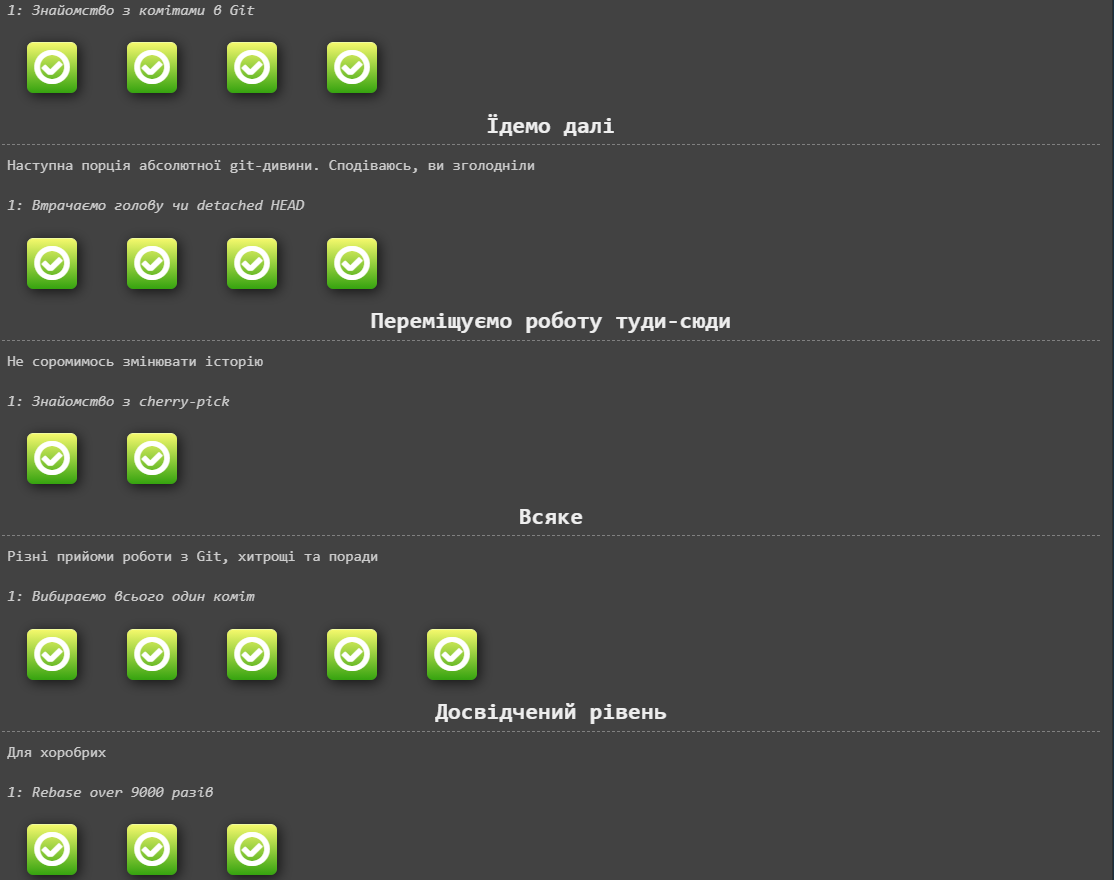 1: Знайомство з комітами в Git
Їдемо далі
Наступна порція абсолютної git-дивини. Сподіваюсь, ви зголодніли
1: Втрачаємо голову чи detached HEAD
Переміщуємо роботу туди-сюди
Не соромимось змінювати історію
1: Знайомство з cherry-pick
Всяке
Різні прийоми роботи з Git, хитрощі та поради
1: Вибираємо всього один коміт
Досвідчений рівень
Для хоробрих
1: Rebase over 9000 разів